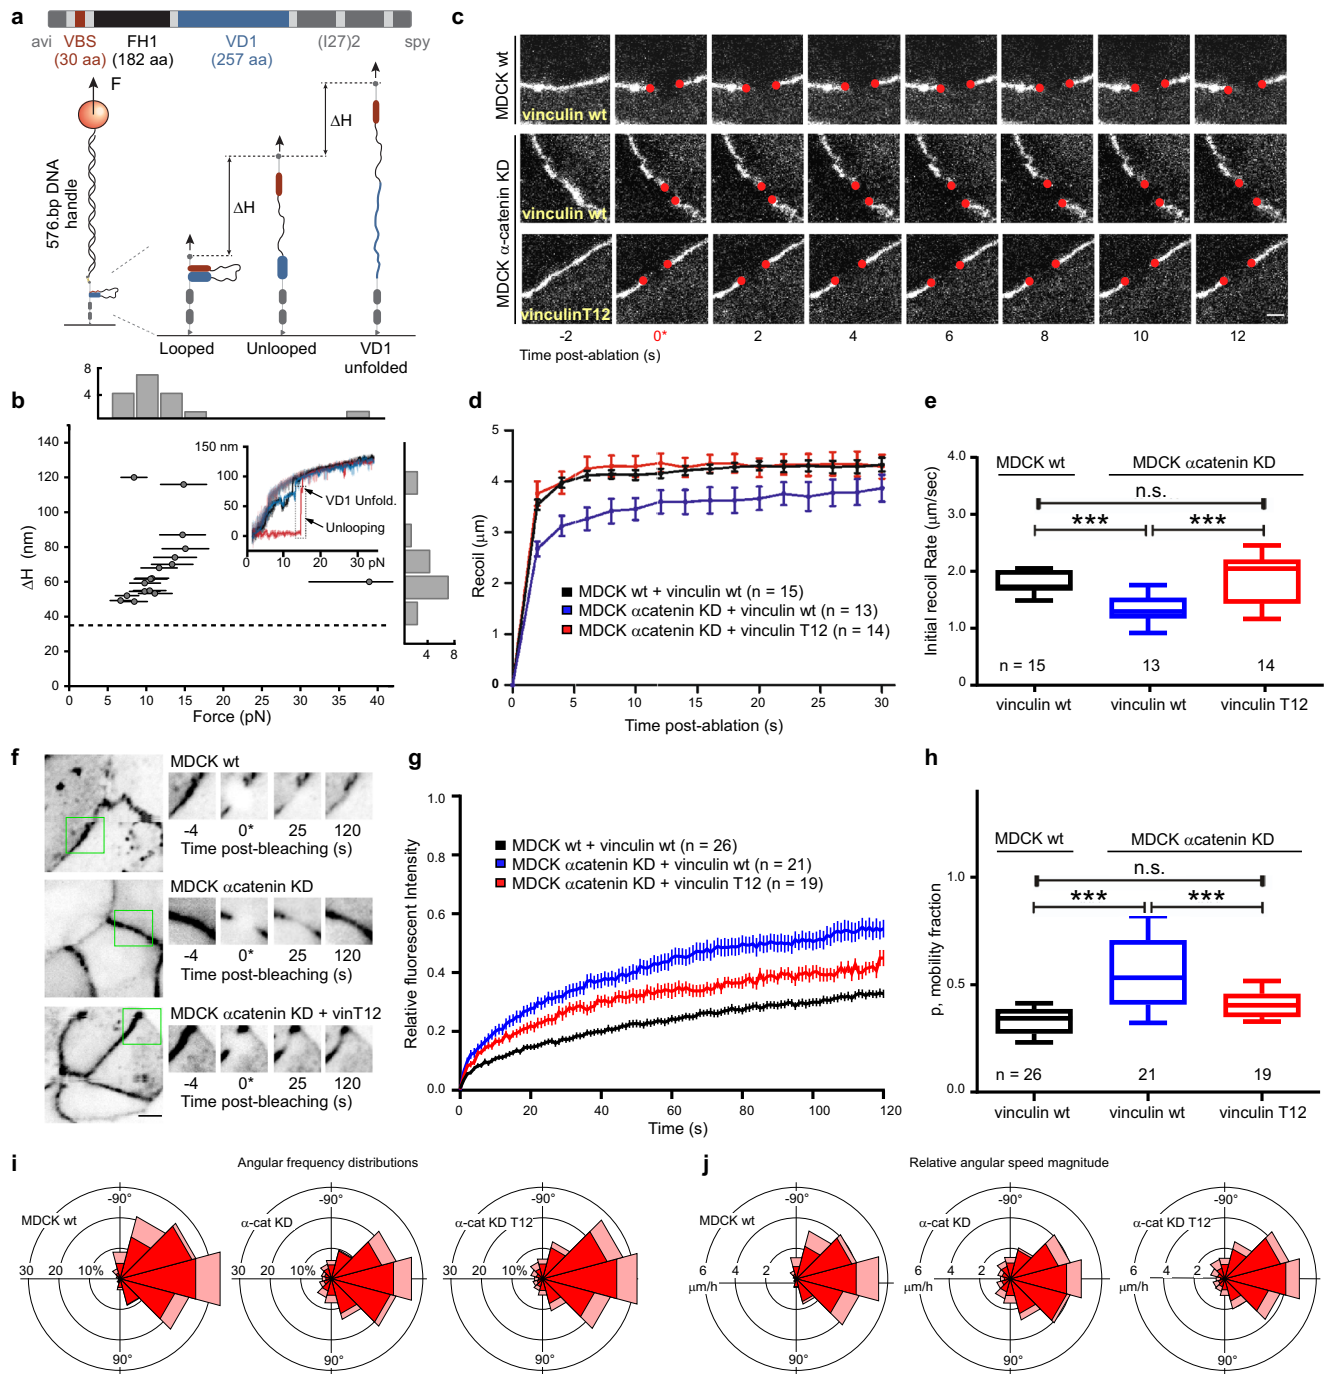 a
avi VBS FH1 VD1 (I27)2 spy
(30 aa) (182 aa) (257 aa)
F
576.bp DNA
handle
ΔH
ΔH
Looped Unlooped VD1
unfolded
c
MDCK wt
MDCK α-catenin KD
vinculin wt
vinculin wt
vinculinT12
-2 0* 2 4 6 8 10 12
Time post-ablation (s)
b
8
4
140
120
100
80
60
40
20
0
ΔH (nm)
0 5 10 15 20 25 30 35 40
Force (pN)
150 nm
100
50
0
VD1 Unfold.
Unlooping
0 10 20 30 pN
4 8
d
5
4
3
2
1
0
Recoil (μm)
MDCK wt + vinculin wt (n = 15)
MDCK αcatenin KD + vinculin wt (n = 13)
MDCK αcatenin KD + vinculin T12 (n = 14)
0 5 10 15 20 25 30
Time post-ablation (s)
e
4.0
3.0
2.0
1.0
0
Initial recoil Rate (μm/sec)
MDCK wt MDCK αcatenin KD
n.s.
*** ***
n = 15 13 14
vinculin wt vinculin wt vinculin T12
f
MDCK wt
-4 0* 25 120
Time post-bleaching (s)
MDCK αcatenin KD
-4 0* 25 120
Time post-bleaching (s)
MDCK αcatenin KD + vinT12
-4 0* 25 120
Time post-bleaching (s)
g
1.0
0.8
0.6
0.4
0.2
0.0
Relative fluorescent Intensity
MDCK wt + vinculin wt (n = 26)
MDCK αcatenin KD + vinculin wt (n = 21)
MDCK αcatenin KD + vinculin T12 (n = 19)
0 20 40 60 80 100 120
Time (s)
h
1.0
0.5
0.0
p, mobility fraction
MDCK wt MDCK αcatenin KD
n.s.
*** ***
n = 26 21 19
vinculin wt vinculin wt vinculin T12
i
Angular frequency distributions
-90° -90° -90°
MDCK wt α-cat KD α-cat KD T12
30 20 10% 30 20 10% 30 20 10%
90° 90° 90°
j
Relative angular speed magnitude
-90° -90° -90°
MDCK wt α-cat KD α-cat KD T12
6 4 2 6 4 2 6 4 2
μm/h μm/h μm/h
90° 90° 90°